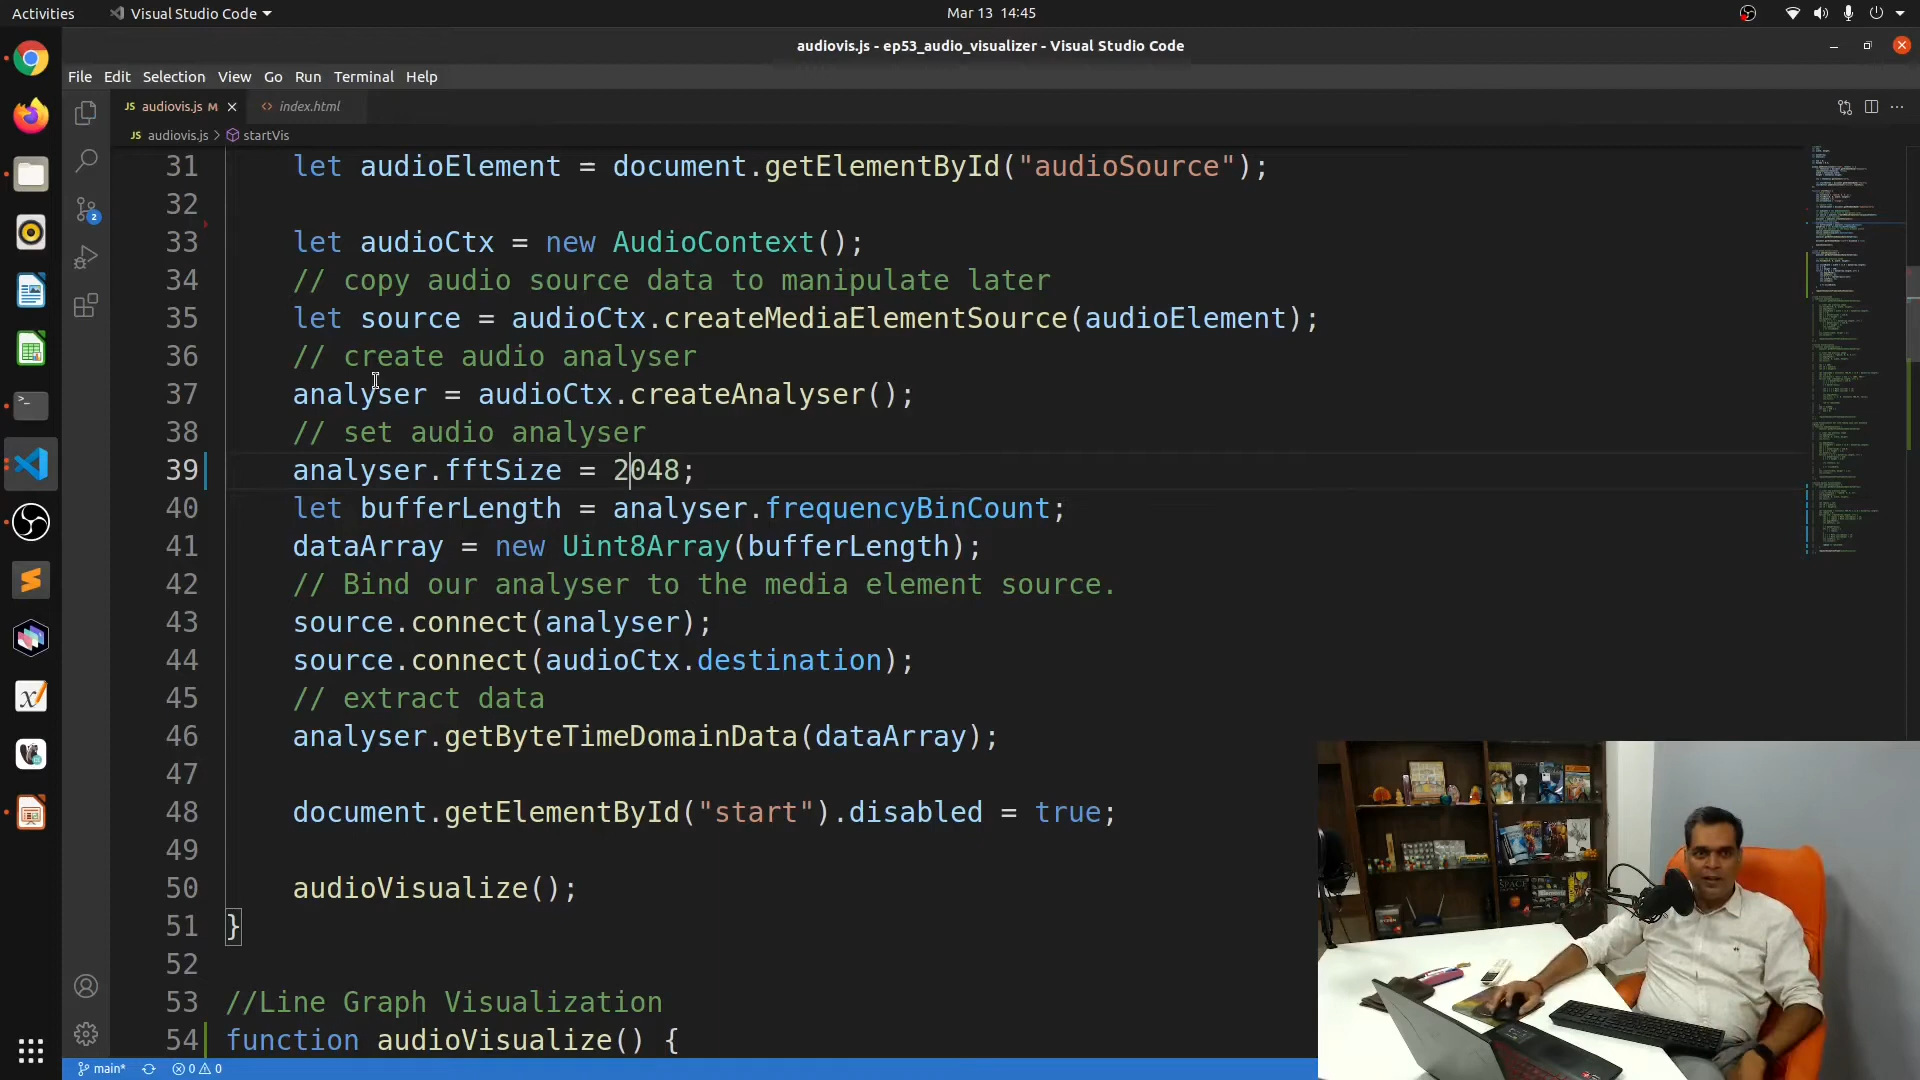 Activities Visual Studio Code Mar 13 14:45
audiovis.js - ep53_audio_visualizer - Visual Studio Code
File Edit Selection View Go Run Terminal Help
JS audiovis.js M index.html
JS audiovis.js > startVis
31 let audioElement = document.getElementById("audioSource");
32
33 let audioCtx = new AudioContext();
34 // copy audio source data to manipulate later
35 let source = audioCtx.createMediaElementSource(audioElement);
36 // create audio analyser
37 analyser = audioCtx.createAnalyser();
38 // set audio analyser
39 analyser.fftSize = 2048;
40 let bufferLength = analyser.frequencyBinCount;
41 dataArray = new Uint8Array(bufferLength);
42 // Bind our analyser to the media element source.
43 source.connect(analyser);
44 source.connect(audioCtx.destination);
45 // extract data
46 analyser.getByteTimeDomainData(dataArray);
47
48 document.getElementById("start").disabled = true;
49
50 audioVisualize();
51 }
52
53 //Line Graph Visualization
54 function audioVisualize() {
2
main* 0 0
SPACE